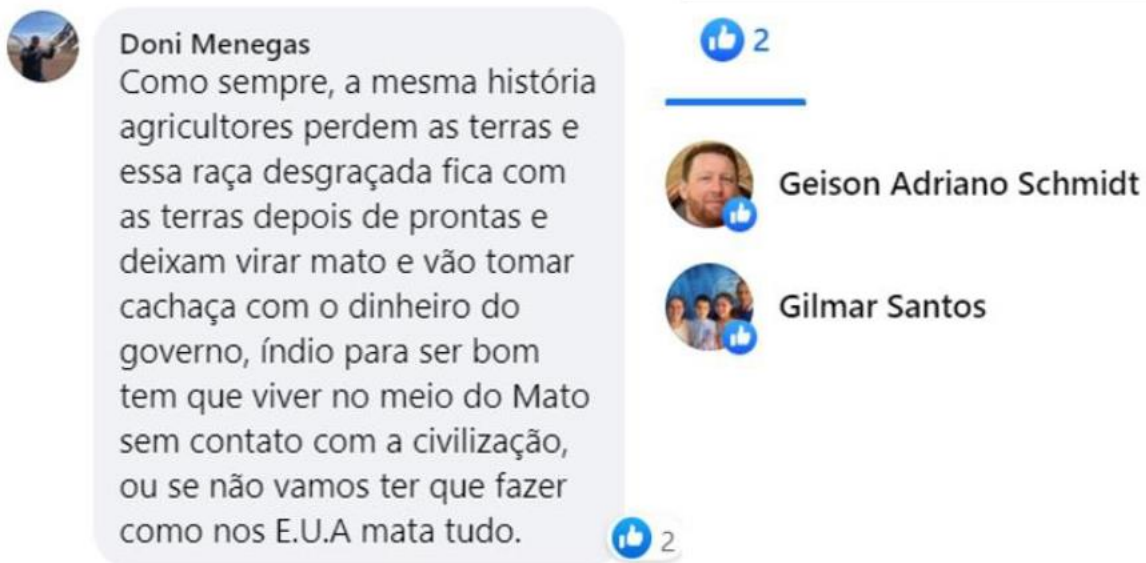 Doni Menegas
Como sempre, a mesma história
agricultores perdem as terras e
essa raça desgraçada fica com
as terras depois de prontas e
deixam virar mato e vão tomar
cachaça com o dinheiro do
governo, índio para ser bom
tem que viver no meio do Mato
sem contato com a civilização,
ou se não vamos ter que fazer
como nos E.U.A mata tudo.
2
2
Geison Adriano Schmidt
Gilmar Santos